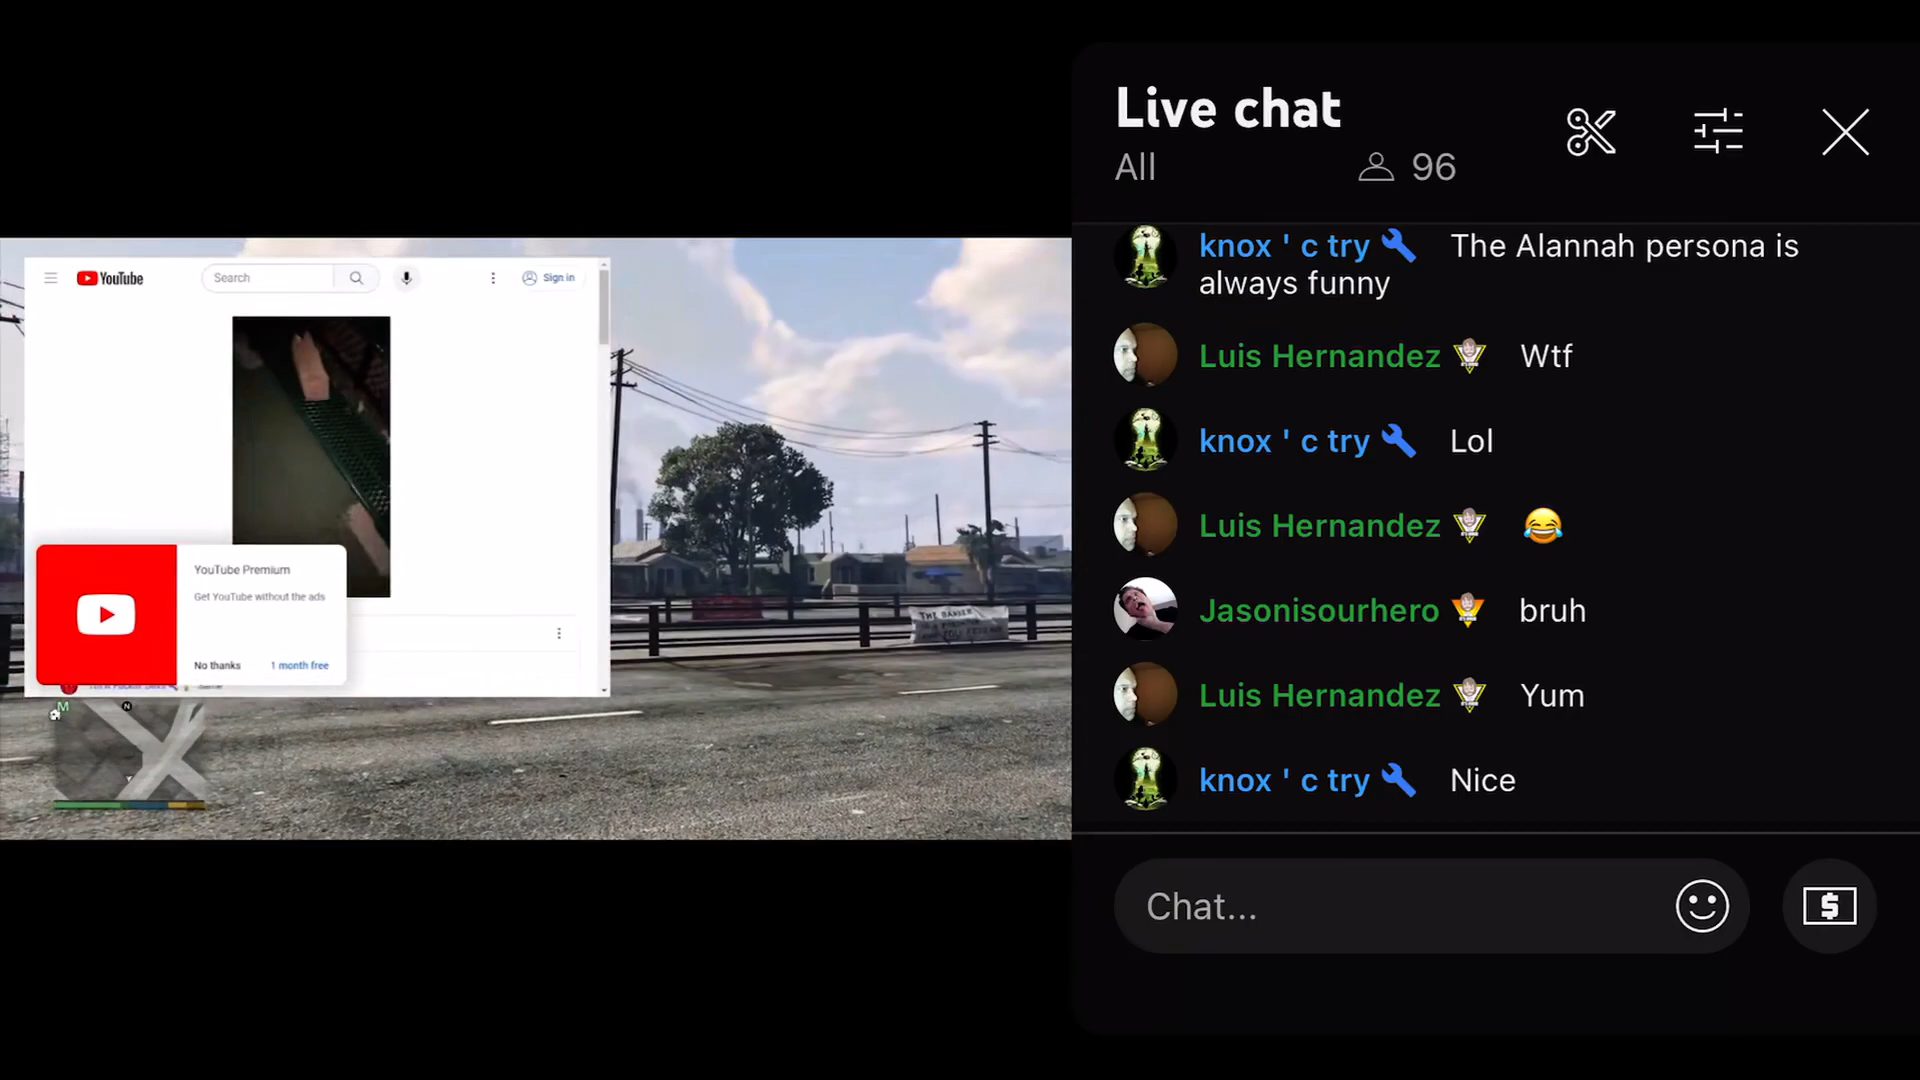 YouTube
Search
Sign in
YouTube Premium
Get YouTube without the ads
No thanks
1 month free
M
N
THE BANGER
Live chat
All
96
knox ' c try The Alannah persona is
always funny
Luis Hernandez Wtf
knox ' c try Lol
Luis Hernandez 😂
Jasonisourhero bruh
Luis Hernandez Yum
knox ' c try Nice
Chat...
$